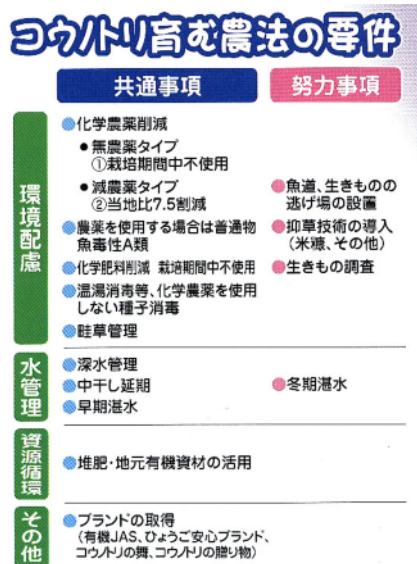 コウノトリ育む農法の要件
共通事項
努力事項
環境配慮
●化学農薬削減
●無農薬タイプ
①栽培期間中不使用
●減農薬タイプ
②当地比7.5割減
●農薬を使用する場合は普通物
魚毒性A類
●化学肥料削減 栽培期間中不使用
●温湯消毒等、化学農薬を使用
しない種子消毒
●畦草管理
●魚道、生きものの
逃げ場の設置
●抑草技術の導入
(米糠、その他)
●生きもの調査
水管理
●深水管理
●中干し延期
●早期湛水
●冬期湛水
資源循環
●堆肥・地元有機資材の活用
その他
●ブランドの取得
(有機JAS、ひょうご安心ブランド、
コウノトリの舞、コウノトリの贈り物)